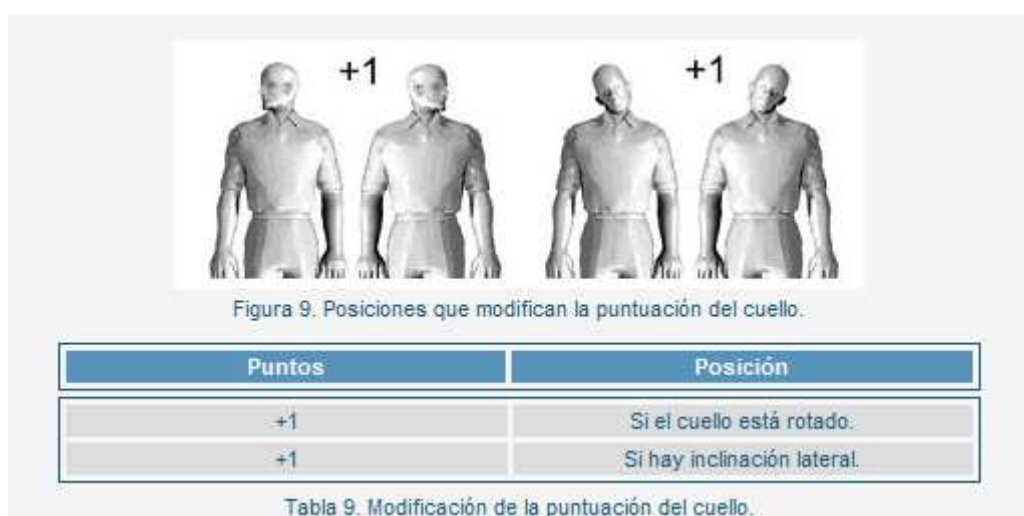 +1 +1
Figura 9. Posiciones que modifican la puntuación del cuello.
Puntos Posición
+1 Si el cuello está rotado.
+1 Si hay inclinación lateral.
Tabla 9. Modificación de la puntuación del cuello.